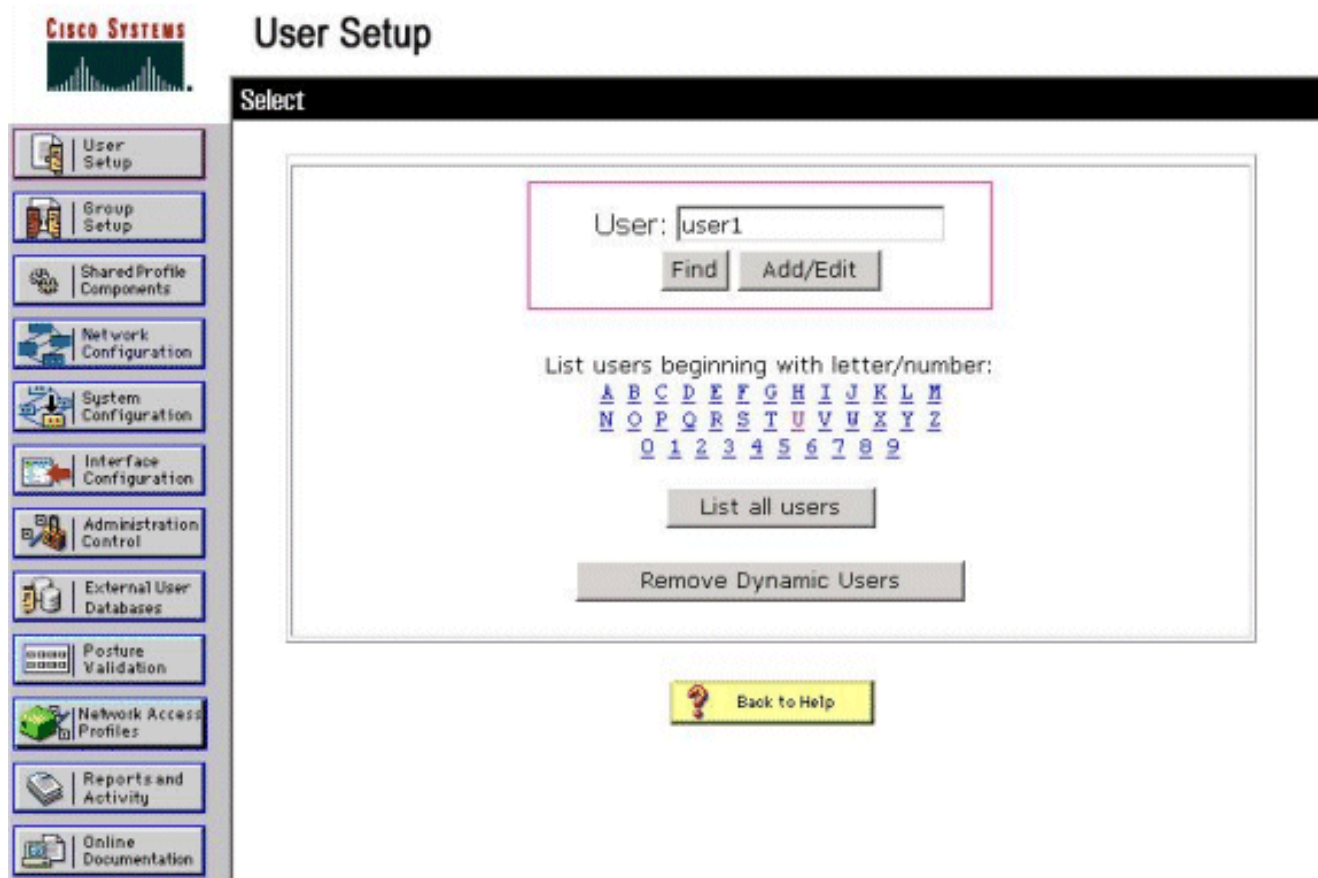 CISCO SYSTEMS
User Setup
Select
User
Setup
Group
Setup
Shared Profile
Components
Network
Configuration
System
Configuration
Interface
Configuration
Administration
Control
External User
Databases
Posture
Validation
Network Access
Profiles
Reports and
Activity
Online
Documentation
User: user1
Find Add/Edit
List users beginning with letter/number:
A B C D E F G H I J K L M
N O P Q R S T U V W X Y Z
0 1 2 3 4 5 6 7 8 9
List all users
Remove Dynamic Users
? Back to Help